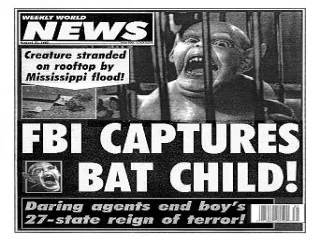 WEEKLY WORLD
NEWS
Creature stranded
on rooftop by
Mississippi flood!
FBI CAPTURES
BAT CHILD!
Daring agents end boy's
27-state reign of terror!